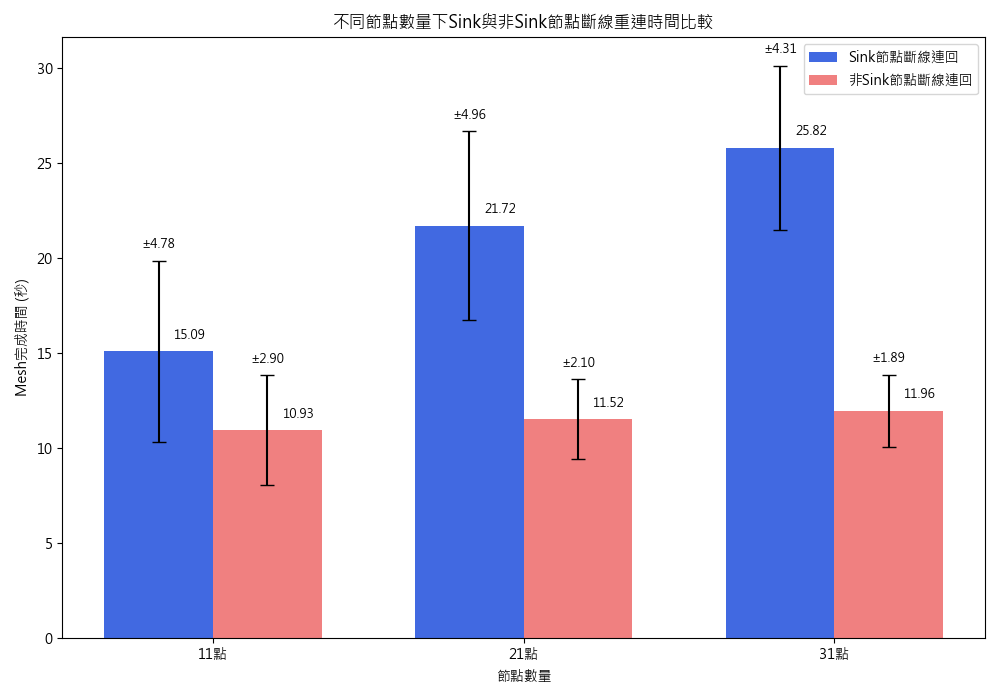 不同節點數量下Sink與非Sink節點斷線重連時間比較
Sink節點斷線連回
非Sink節點斷線連回
Mesh完成時間 (秒)
30
25
20
15
10
5
0
±4.78
15.09
±2.90
10.93
±4.96
21.72
±2.10
11.52
±4.31
25.82
±1.89
11.96
11點
21點
31點
節點數量